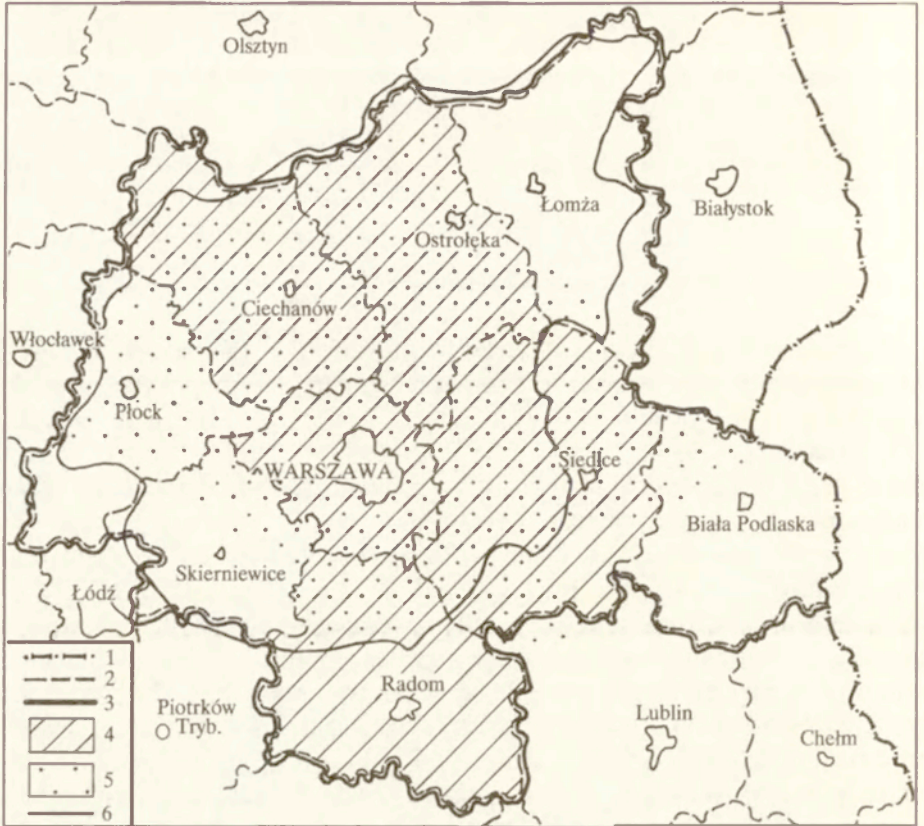 Olsztyn
Łomża
Białystok
Ostrołęka
Ciechanów
Włocławek
Płock
WARSZAWA
Siedlce
Biała Podlaska
Skierniewice
Łódź
1
2
3
4
5
6
Piotrków
Tryb.
Radom
Lublin
Chełm